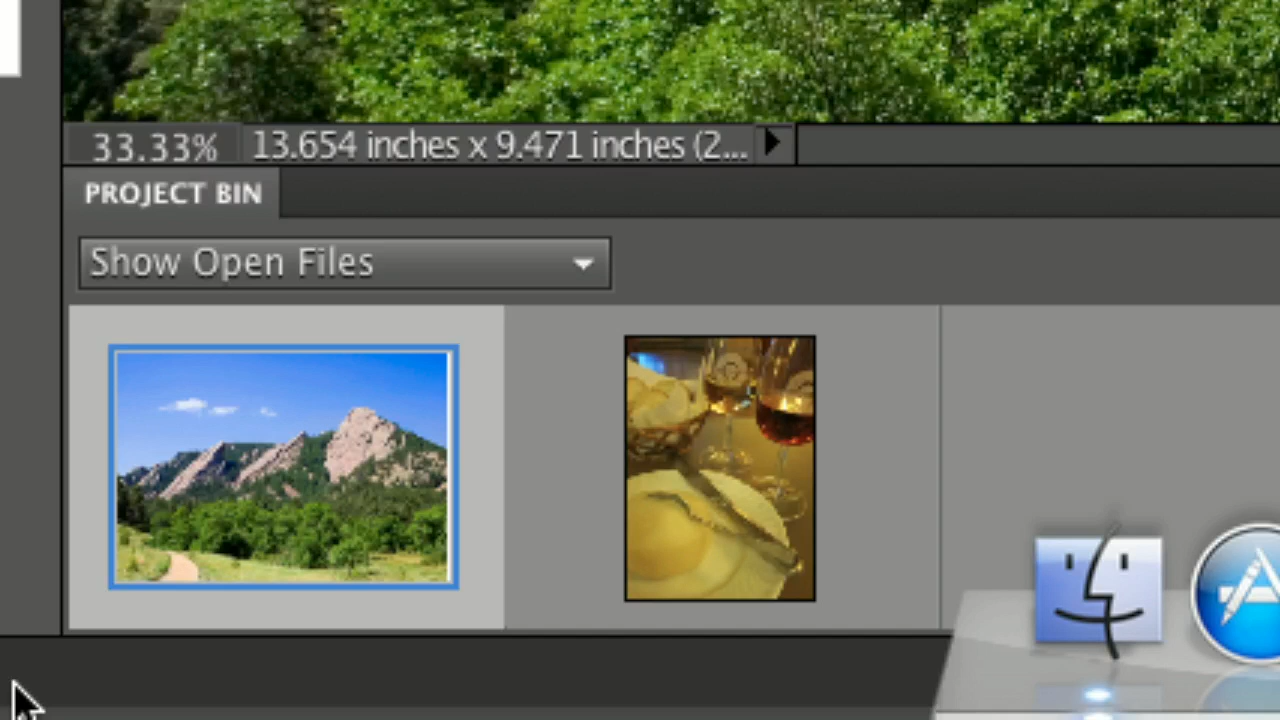 33.33% 13.654 inches x 9.471 inches (2...
PROJECT BIN
Show Open Files